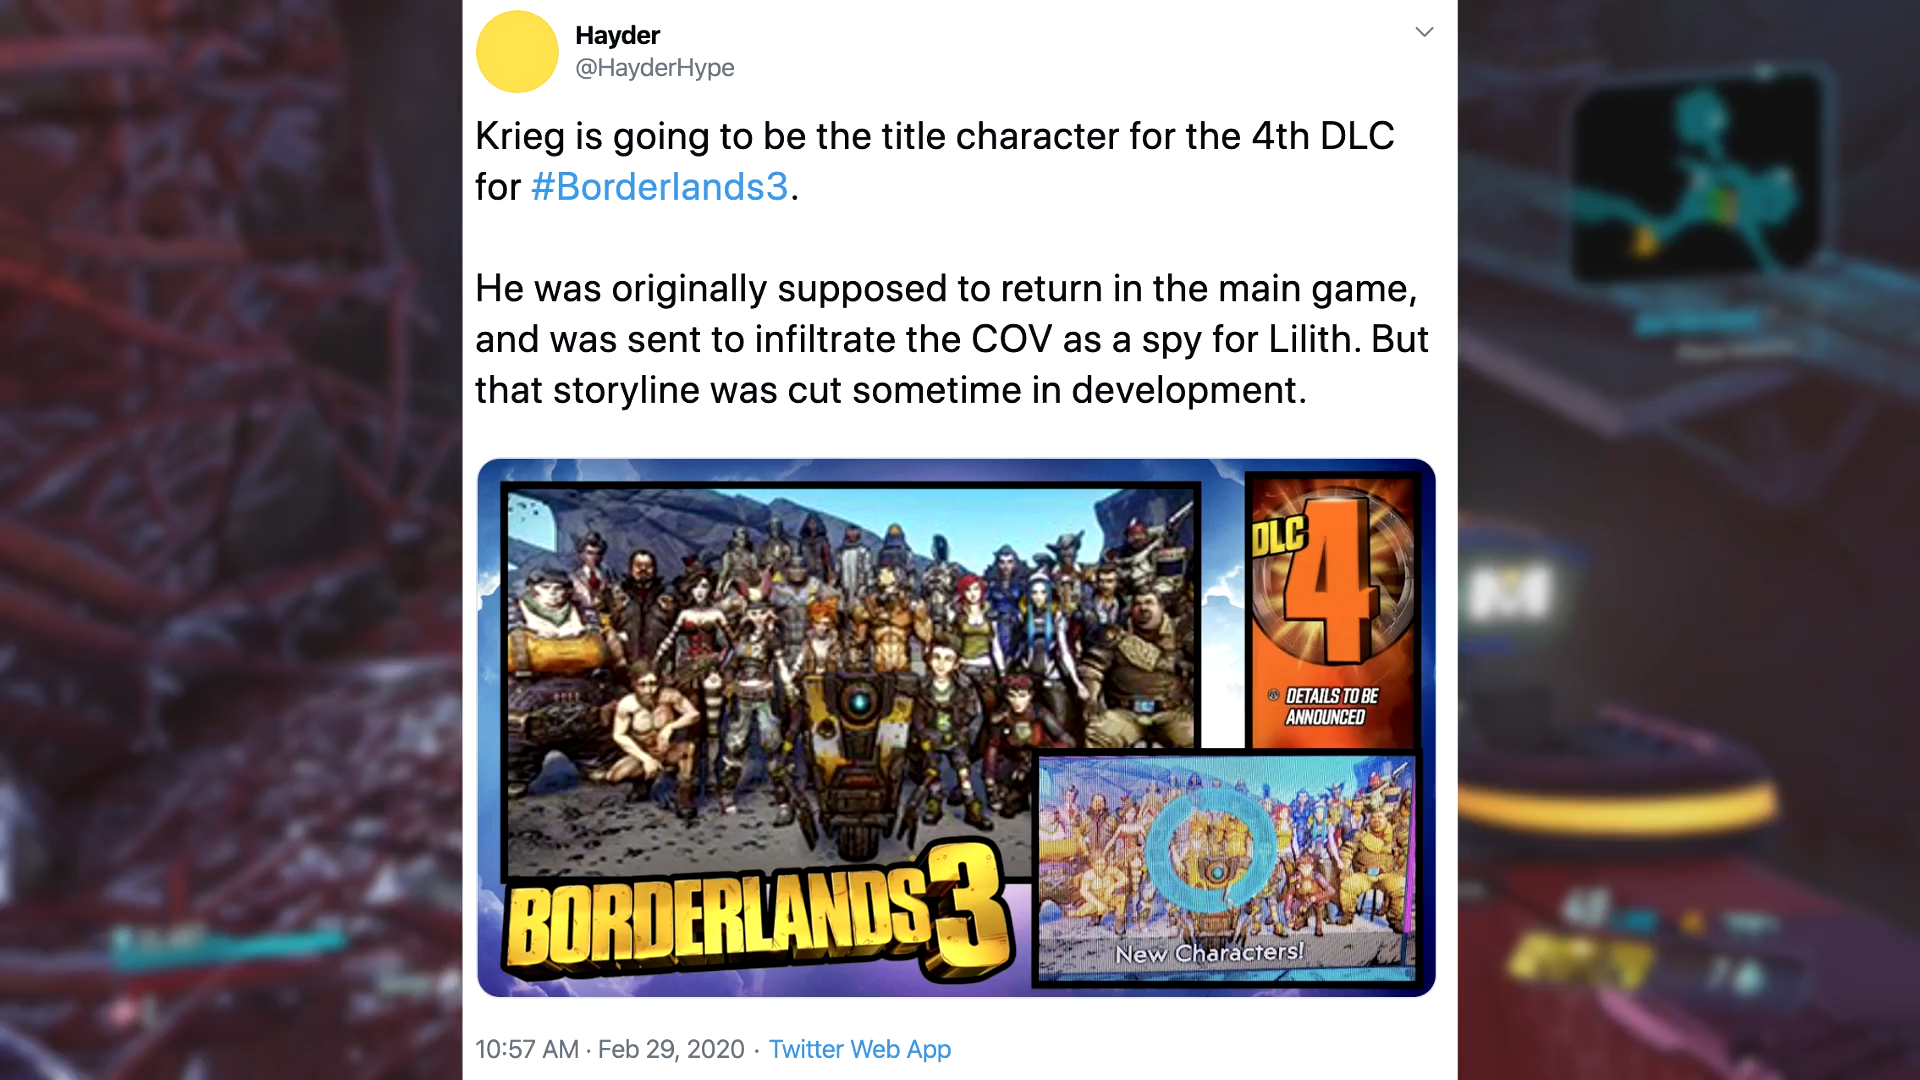 Hayder
@HayderHype
Krieg is going to be the title character for the 4th DLC
for #Borderlands3.
He was originally supposed to return in the main game,
and was sent to infiltrate the COV as a spy for Lilith. But
that storyline was cut sometime in development.
DLC
4
DETAILS TO BE
ANNOUNCED
BORDERLANDS 3
New Characters!
10:57 AM · Feb 29, 2020 · Twitter Web App
M